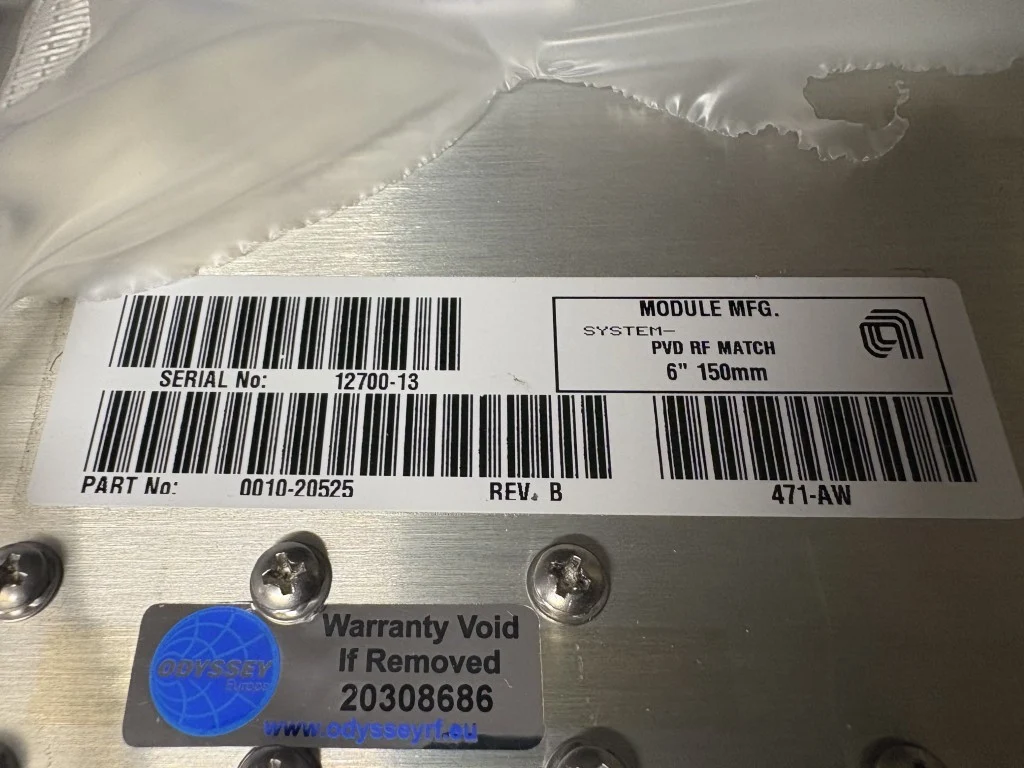 MODULE MFG.
SYSTEM-
PVD RF MATCH
6" 150mm
SERIAL No: 12700-13
PART No: 0010-20525 REV. B 471-AW
ODYSSEY
Europe
Warranty Void
If Removed
20308686
www.odysseyrf.eu